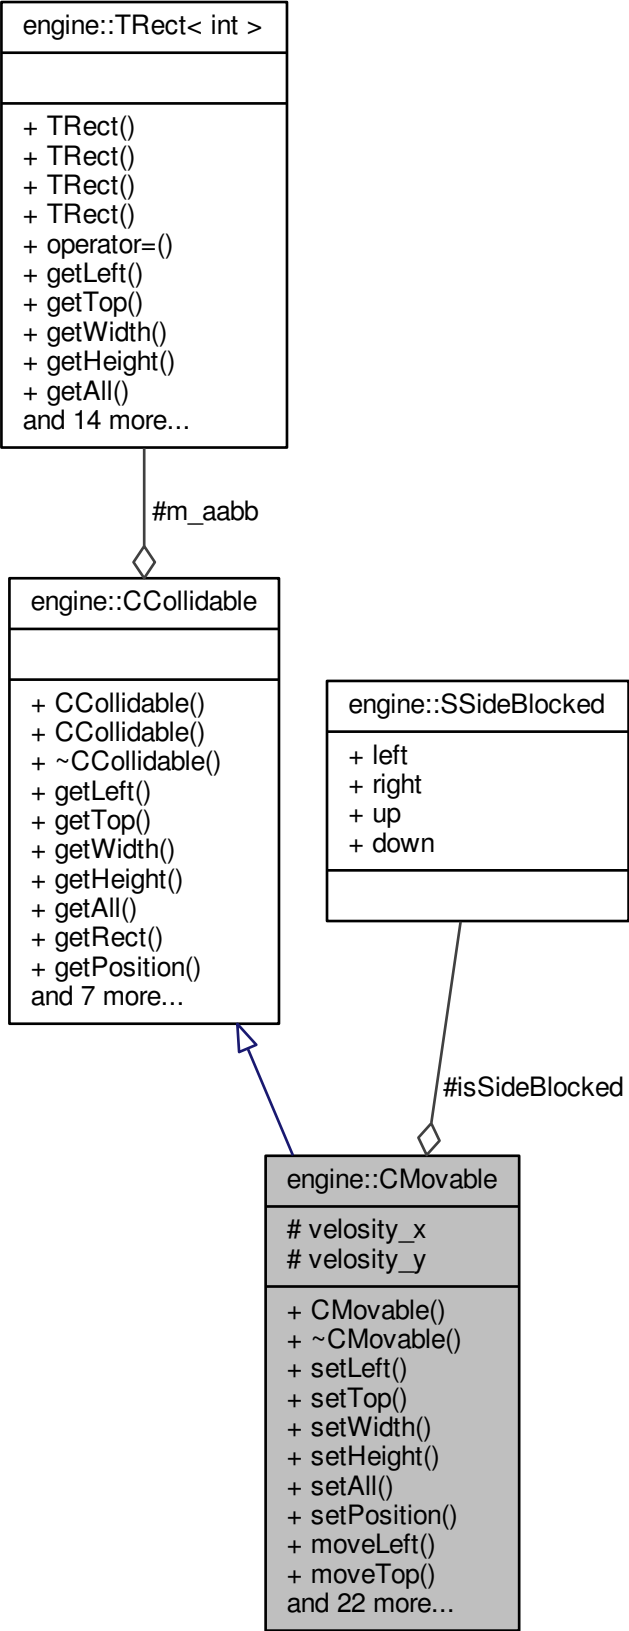 engine::TRect< int >
+ TRect()
+ TRect()
+ TRect()
+ TRect()
+ operator=()
+ getLeft()
+ getTop()
+ getWidth()
+ getHeight()
+ getAll()
and 14 more...
#m_aabb
engine::CCollidable
+ CCollidable()
+ CCollidable()
+ ~CCollidable()
+ getLeft()
+ getTop()
+ getWidth()
+ getHeight()
+ getAll()
+ getRect()
+ getPosition()
and 7 more...
engine::SSideBlocked
+ left
+ right
+ up
+ down
#isSideBlocked
engine::CMovable
# velosity_x
# velosity_y
+ CMovable()
+ ~CMovable()
+ setLeft()
+ setTop()
+ setWidth()
+ setHeight()
+ setAll()
+ setPosition()
+ moveLeft()
+ moveTop()
and 22 more...